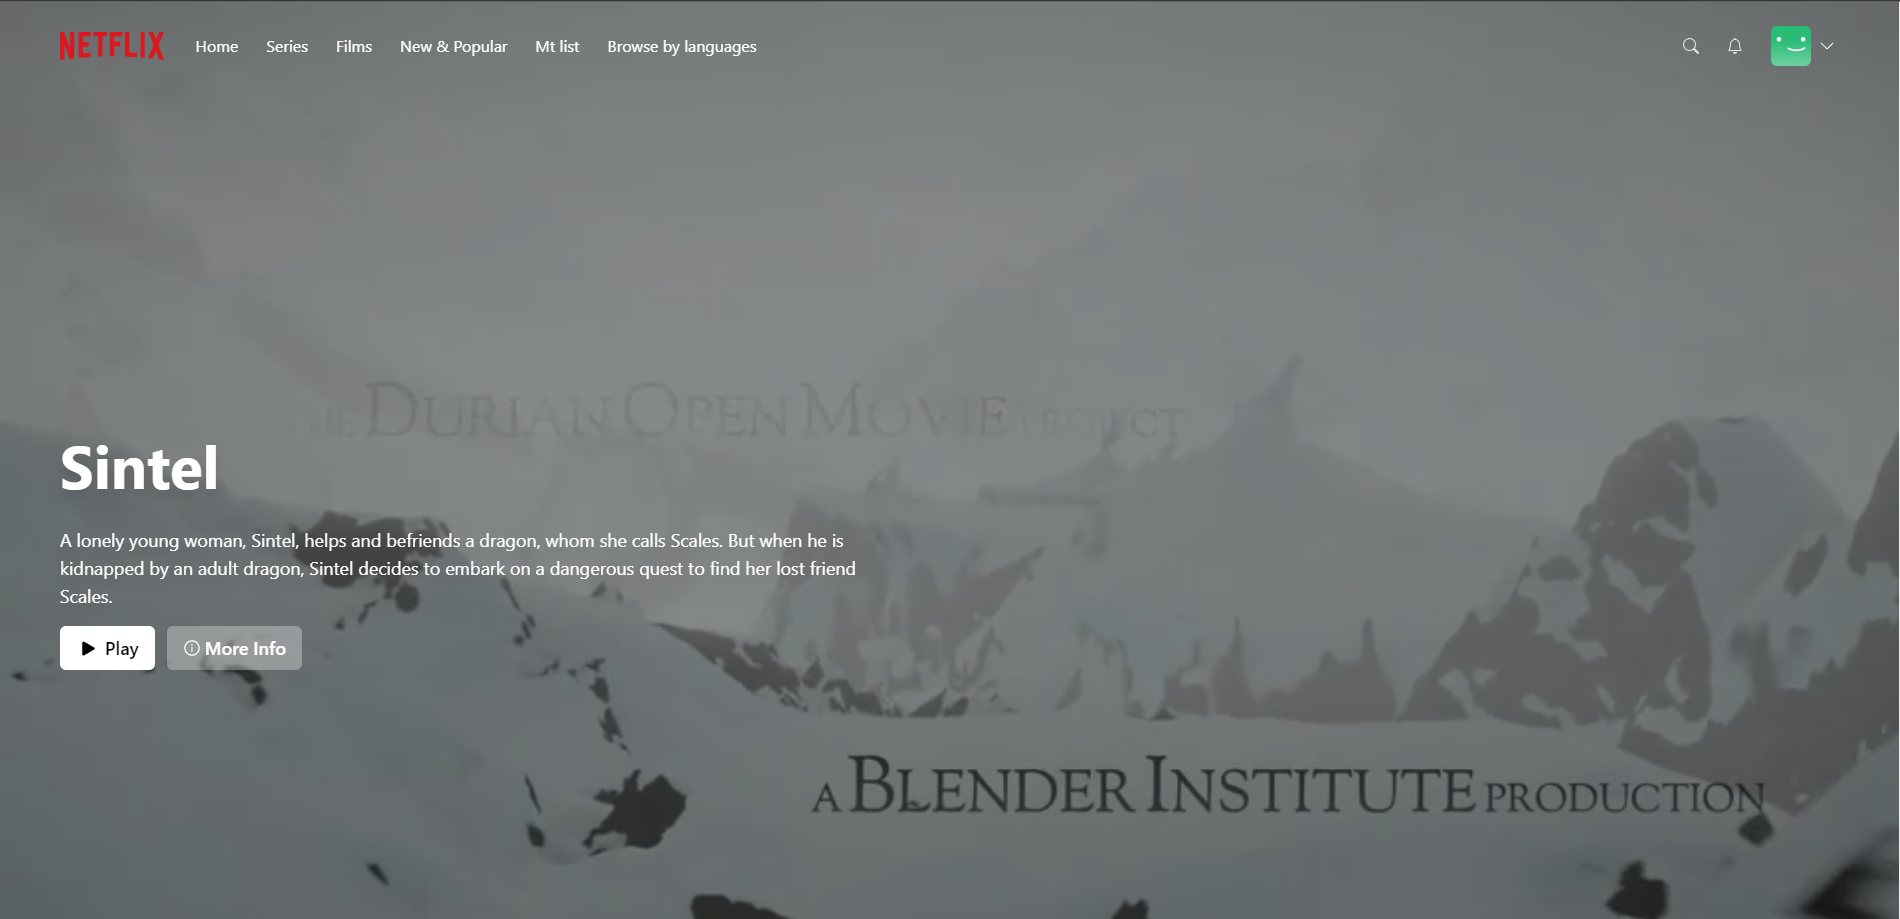 NETFLIX Home Series Films New & Popular Mt list Browse by languages
DURIAN OPEN MOVIE PROJECT
Sintel
A lonely young woman, Sintel, helps and befriends a dragon, whom she calls Scales. But when he is
kidnapped by an adult dragon, Sintel decides to embark on a dangerous quest to find her lost friend
Scales.
Play More Info
A BLENDER INSTITUTE PRODUCTION